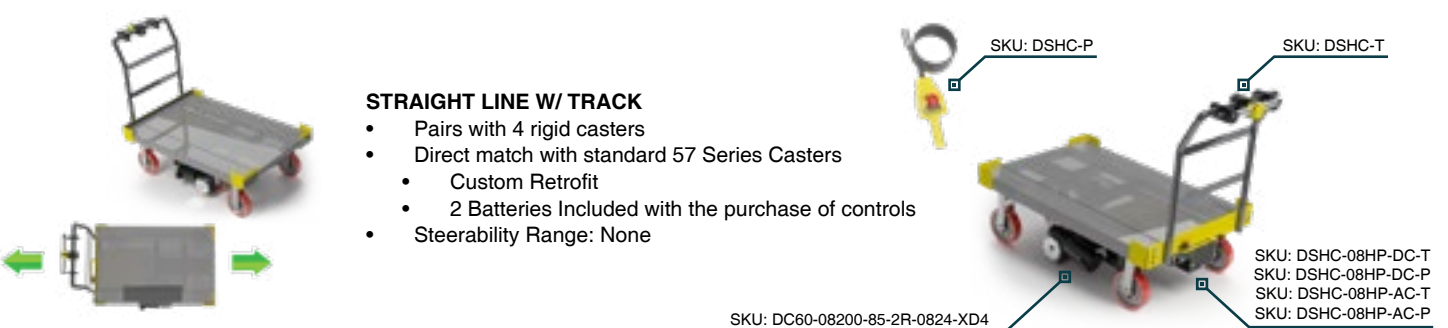 STRAIGHT LINE W/ TRACK
• Pairs with 4 rigid casters
• Direct match with standard 57 Series Casters
• Custom Retrofit
• 2 Batteries Included with the purchase of controls
• Steerability Range: None
SKU: DSHC-P
SKU: DSHC-T
SKU: DC60-08200-85-2R-0824-XD4
SKU: DSHC-08HP-DC-T
SKU: DSHC-08HP-DC-P
SKU: DSHC-08HP-AC-T
SKU: DSHC-08HP-AC-P